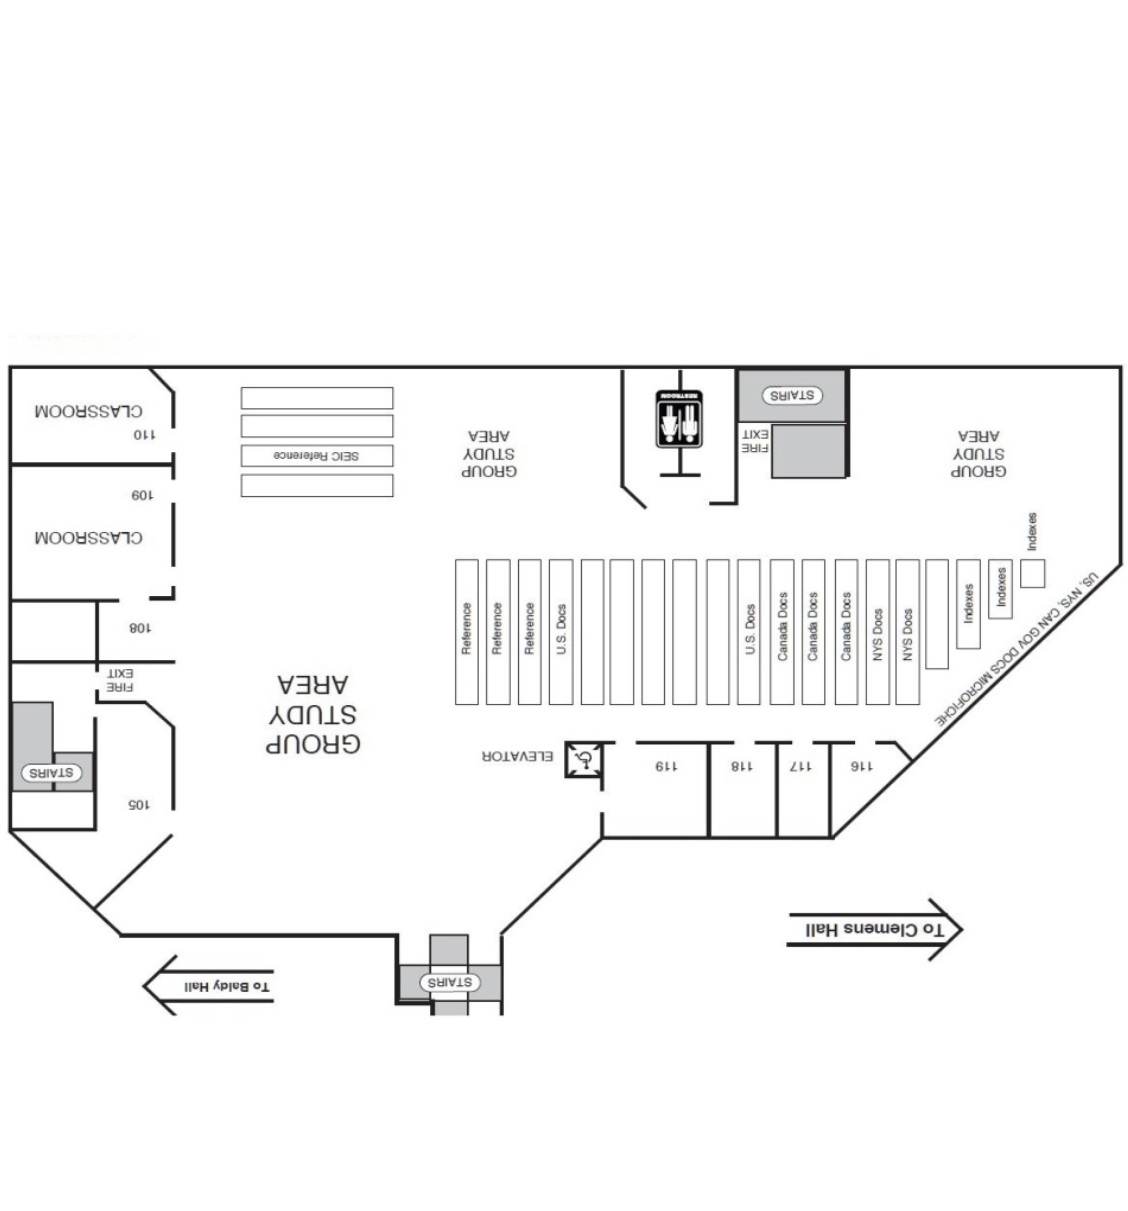 CLASSROOM
110
109
CLASSROOM
108
FIRE
EXIT
STAIRS
105
SEIC Reference
GROUP
STUDY
AREA
RESTROOM
STAIRS
FIRE
EXIT
GROUP
STUDY
AREA
Reference
Reference
Reference
U.S. Docs
U.S. Docs
Canada Docs
Canada Docs
Canada Docs
NYS Docs
NYS Docs
Indexes
Indexes
Indexes
US, NYS, CAN GOV DOCS MICROFICHE
GROUP
STUDY
AREA
ELEVATOR
119
118
117
116
To Clemens Hall
To Baldy Hall
STAIRS